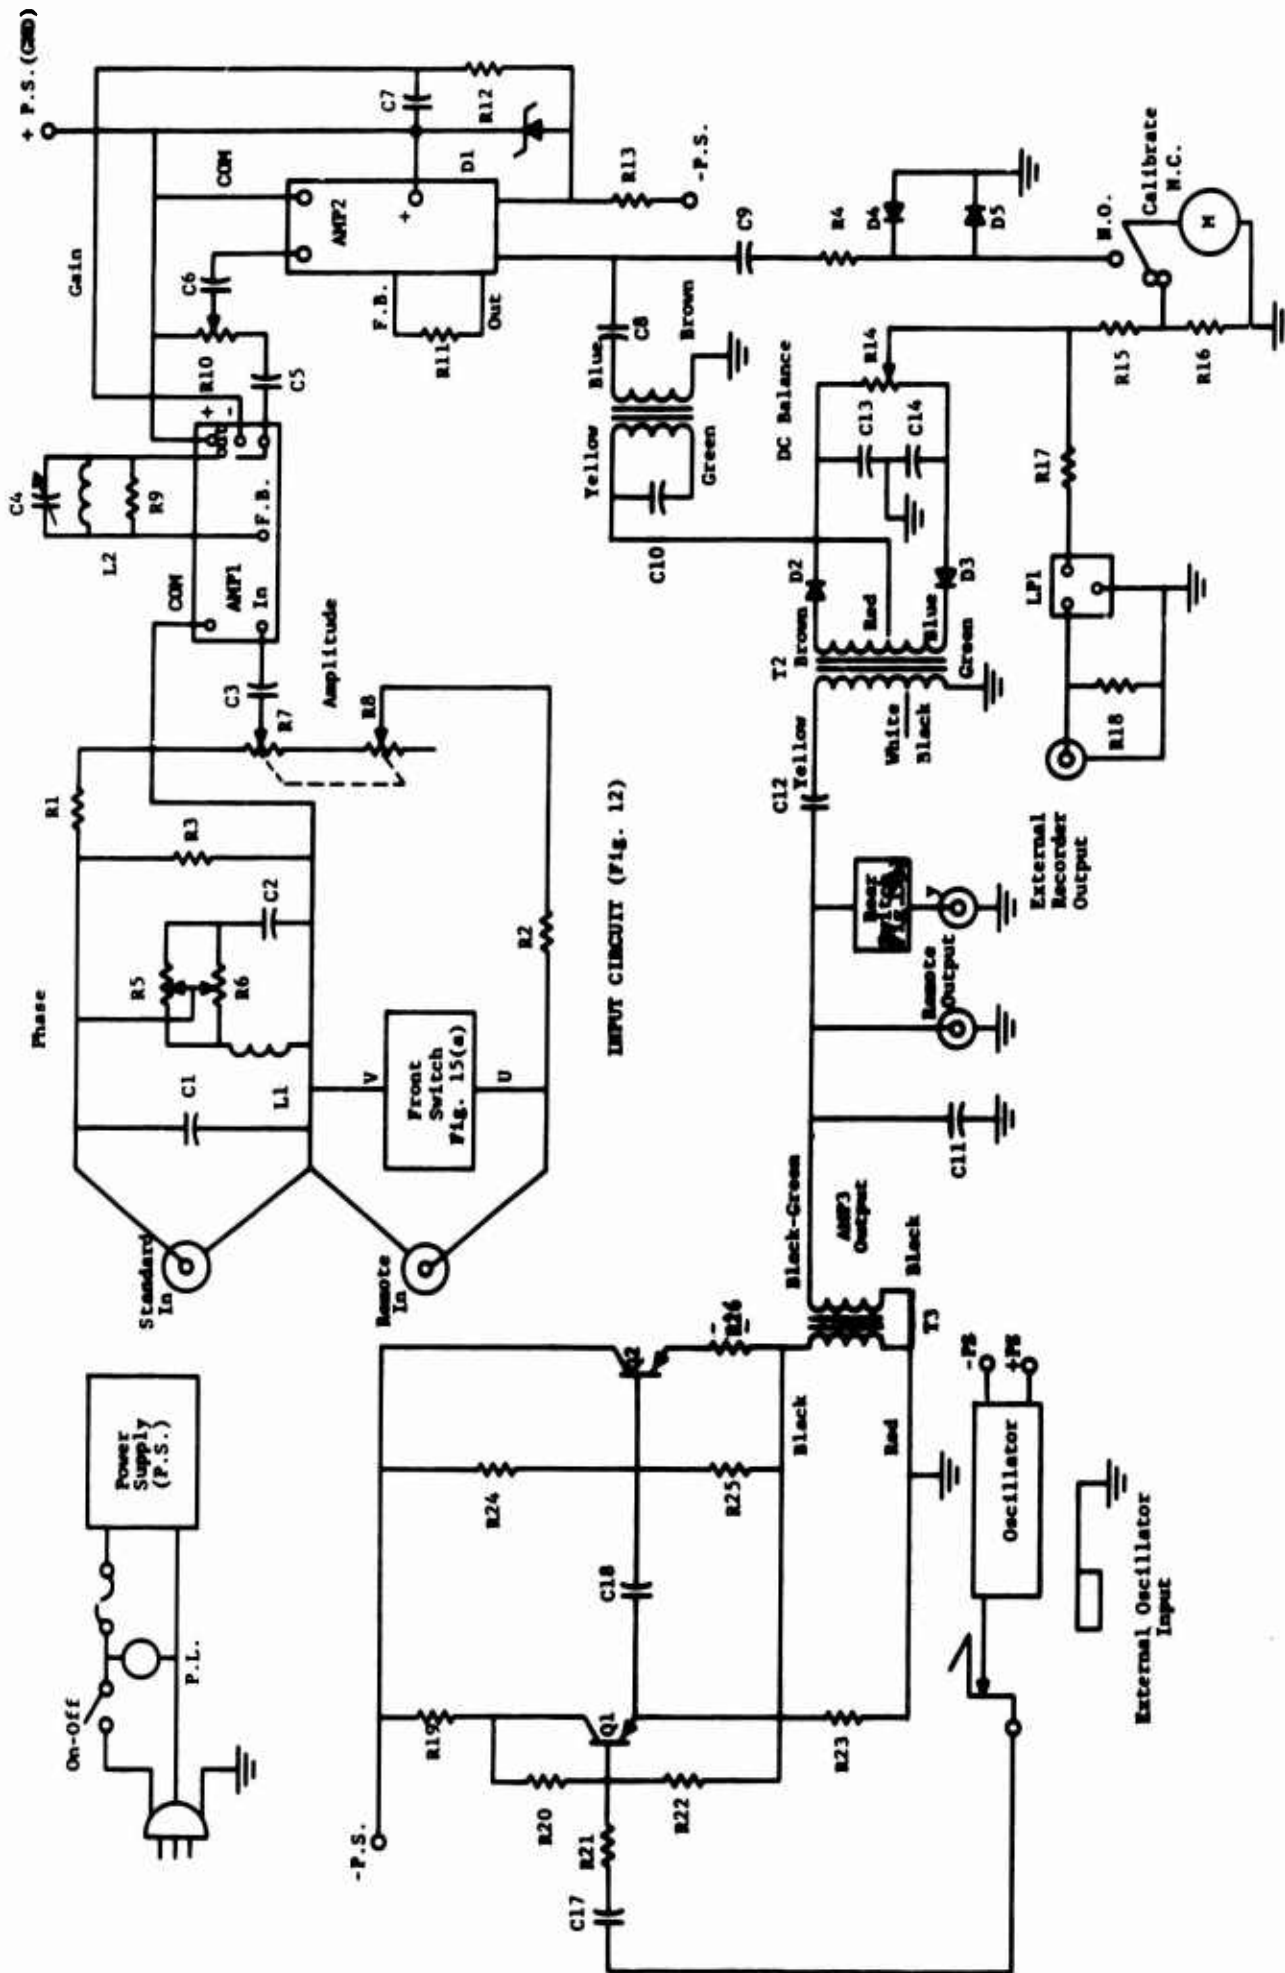 On-Off
P.L.
Power
Supply
(P.S.)
Standard
In
Remote
In
Phase
C1
L1
R5
R6
C2
R3
R1
V
Front
Switch
Fig. 15(a)
U
R2
INPUT CIRCUIT (Fig. 12)
R7
R8
Amplitude
C3
COM
AMP1
In
F.B.
L2
C4
R9
+
-
R10
C5
C6
Gain
COM
AMP2
+
D1
F.B.
Out
R11
C7
R12
+ P.S.(GND)
R13
-P.S.
-P.S.
R19
R20
R21
R22
C17
Q1
R23
C18
R24
R25
Q2
R26
Black
Red
T3
Black-Green
AMP3
Output
Black
C11
Remote
Output
y
C12
Yellow
White
Black
T2
Brown
Red
Blue
Green
D2
D3
C10
Yellow
Green
Blue
C8
Brown
DC Balance
C13
C14
R14
C9
R4
D4
D5
N.O.
Calibrate
N.C.
M
R15
R16
R17
LP1
R18
External
Recorder
Output
-PS
+PS
Oscillator
External Oscillator
Input